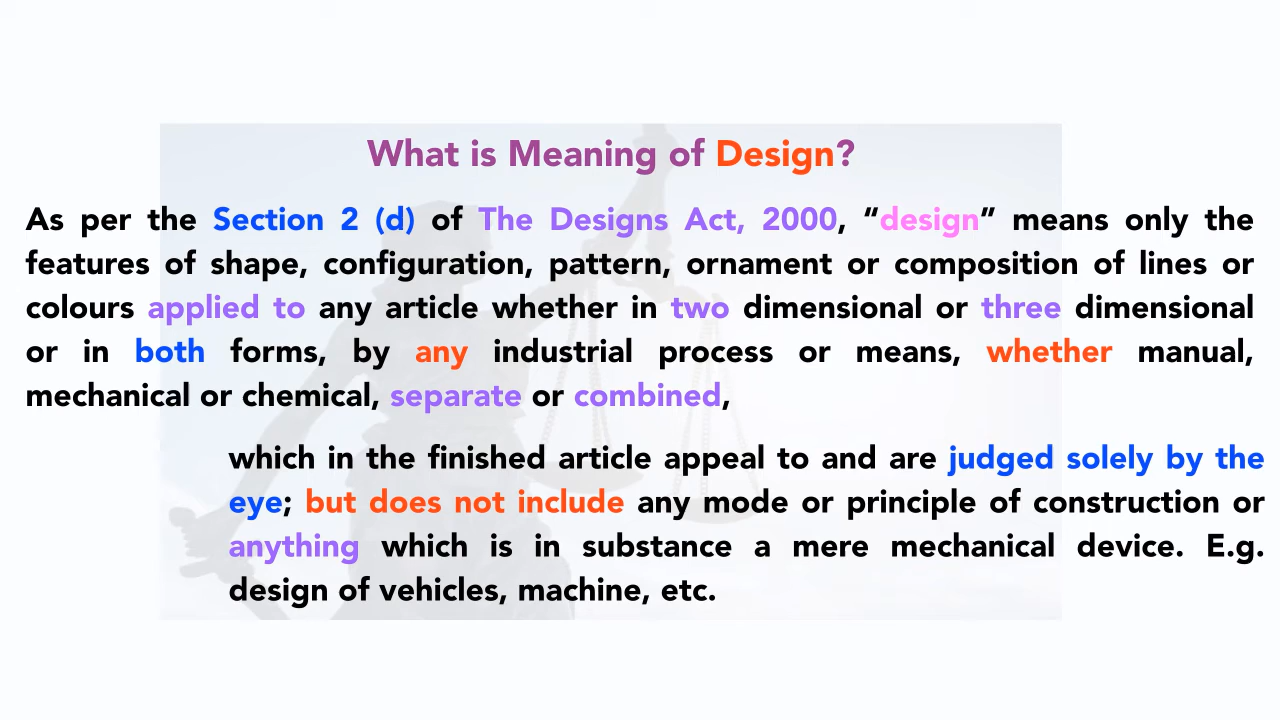 What is Meaning of Design?
As per the Section 2 (d) of The Designs Act, 2000, “design” means only the
features of shape, configuration, pattern, ornament or composition of lines or
colours applied to any article whether in two dimensional or three dimensional
or in both forms, by any industrial process or means, whether manual,
mechanical or chemical, separate or combined,
which in the finished article appeal to and are judged solely by the
eye; but does not include any mode or principle of construction or
anything which is in substance a mere mechanical device. E.g.
design of vehicles, machine, etc.